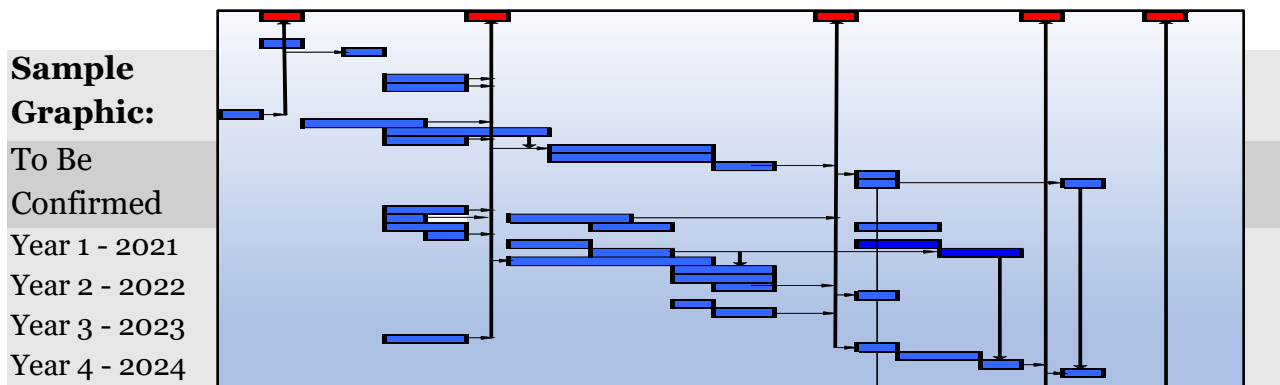 Sample
Graphic:
To Be
Confirmed
Year 1 - 2021
Year 2 - 2022
Year 3 - 2023
Year 4 - 2024